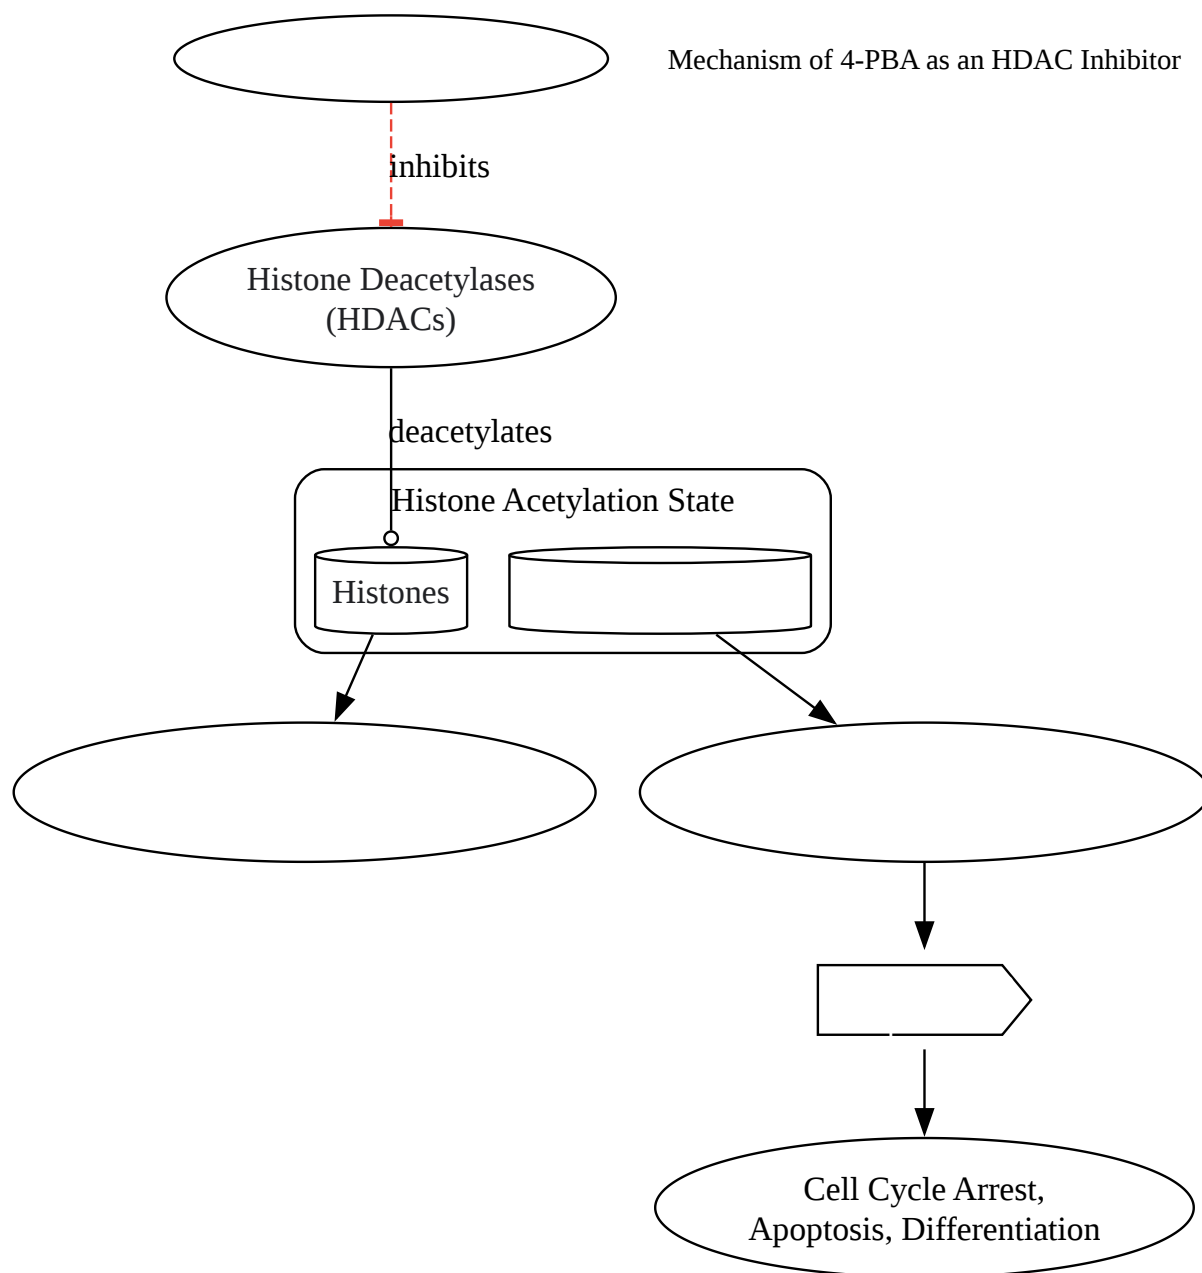 Mechanism of 4-PBA as an HDAC Inhibitor
inhibits
Histone Deacetylases
(HDACs)
deacetylates
Histone Acetylation State
Histones
Cell Cycle Arrest,
Apoptosis, Differentiation